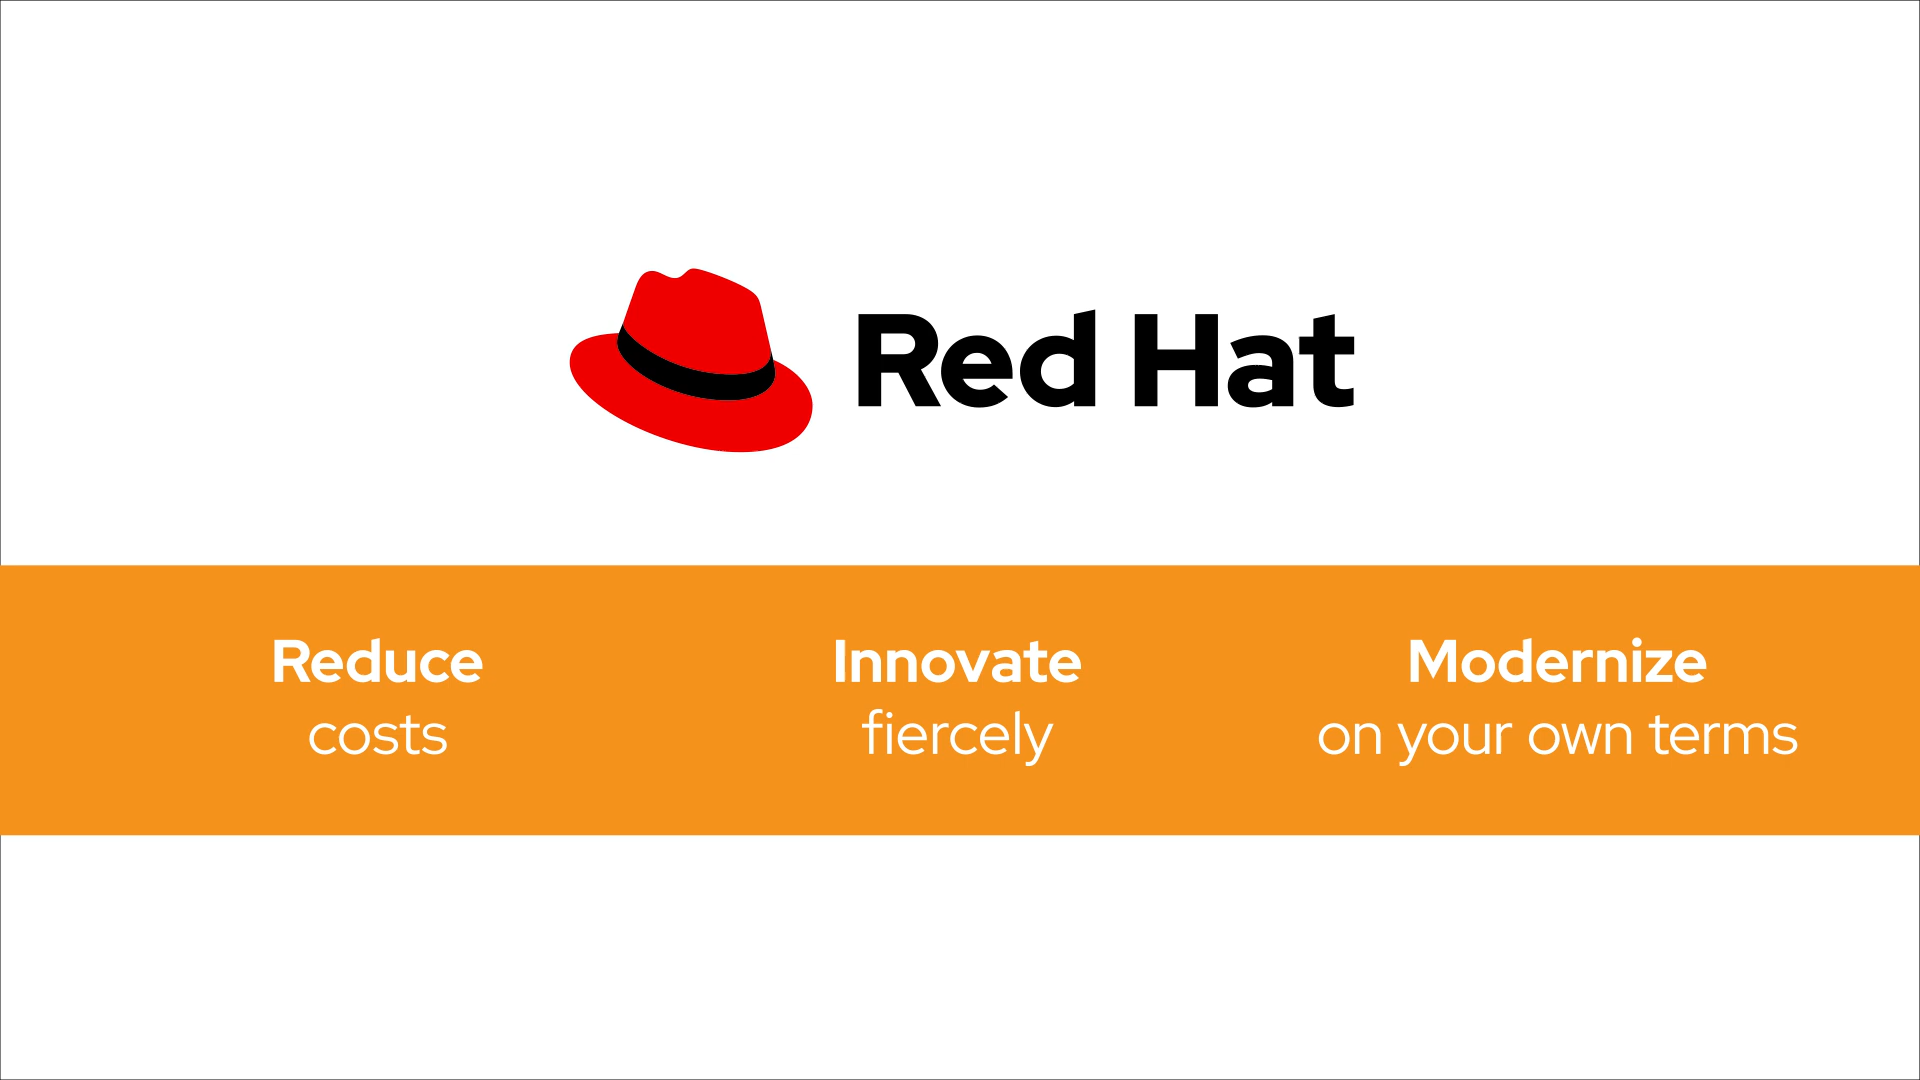 Red Hat
Reduce
costs
Innovate
fiercely
Modernize
on your own terms